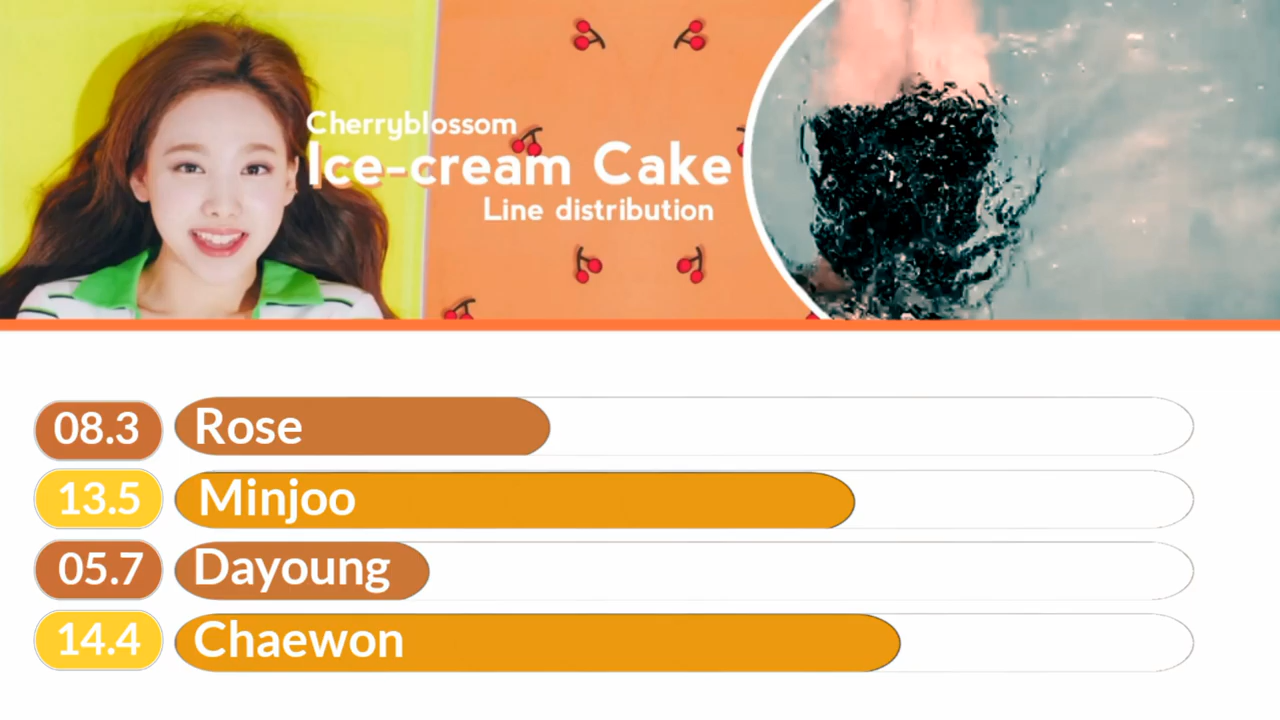 Cherryblossom
Ice-cream Cake
Line distribution
08.3 Rose
13.5 Minjoo
05.7 Dayoung
14.4 Chaewon